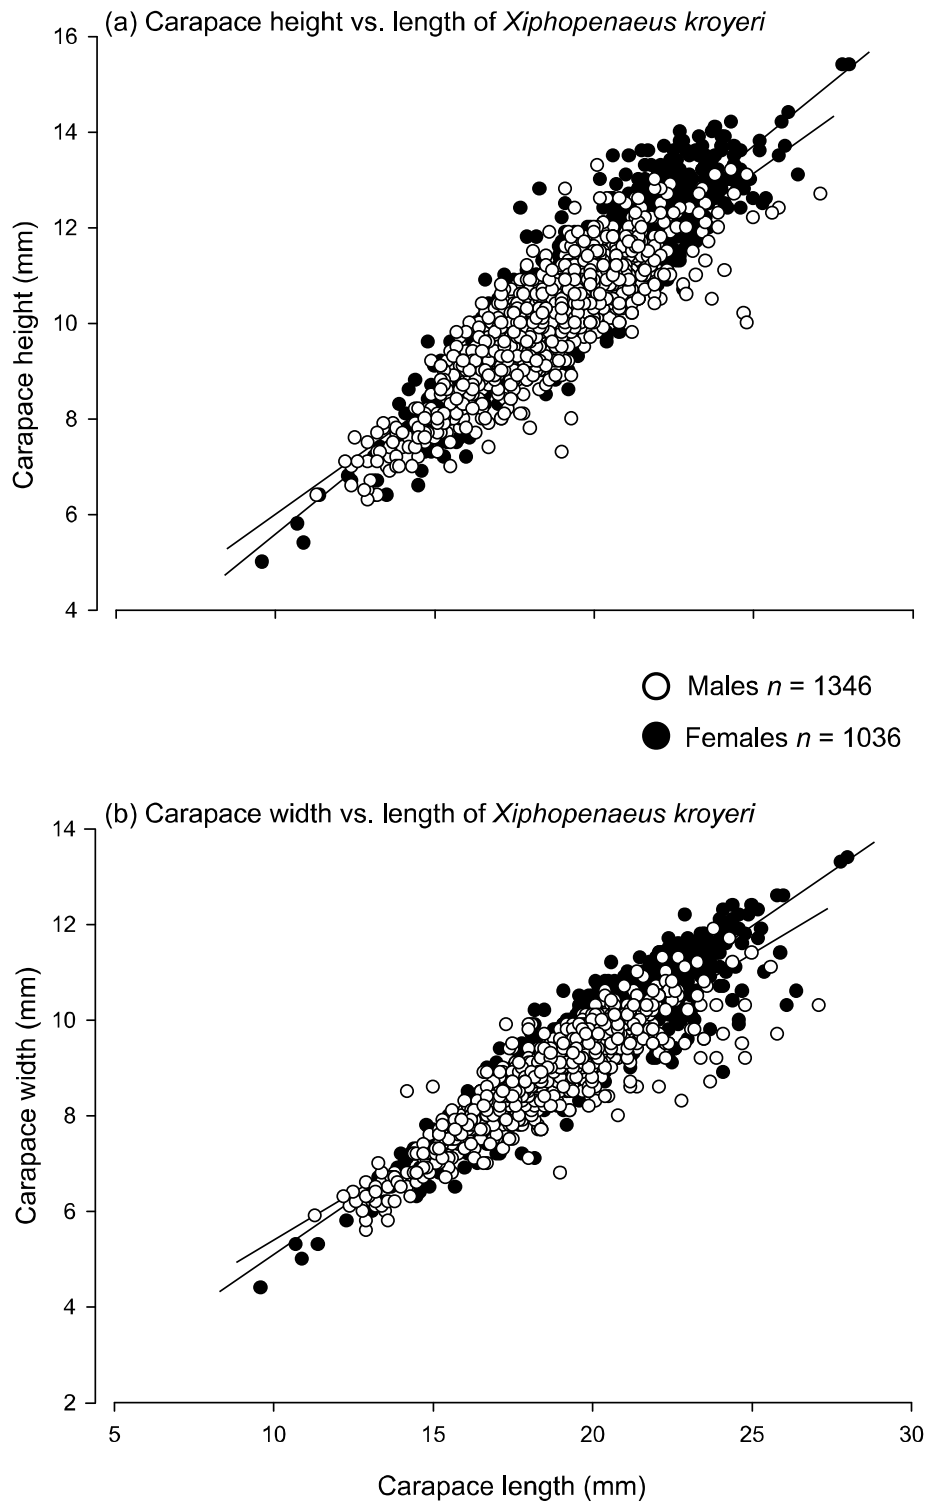 (a) Carapace height vs. length of Xiphopenaeus kroyeri
16
14
12
10
8
6
4
Carapace height (mm)
Males n = 1346
Females n = 1036
(b) Carapace width vs. length of Xiphopenaeus kroyeri
14
12
10
8
6
4
2
Carapace width (mm)
5 10 15 20 25 30
Carapace length (mm)